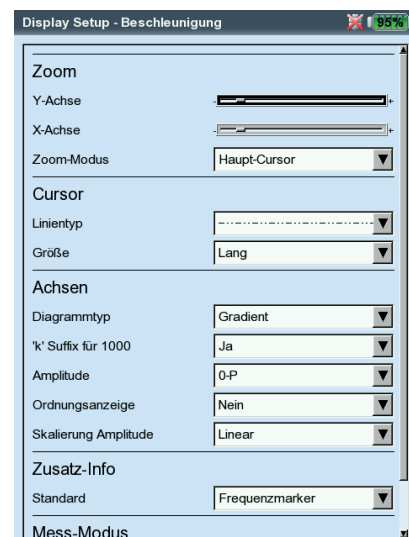 Display Setup - Beschleunigung 95%
Zoom
Y-Achse - +
X-Achse - +
Zoom-Modus Haupt-Cursor
Cursor
Linientyp
Größe Lang
Achsen
Diagrammtyp Gradient
'k' Suffix für 1000 Ja
Amplitude 0-P
Ordnungsanzeige Nein
Skalierung Amplitude Linear
Zusatz-Info
Standard Frequenzmarker
Mess-Modus